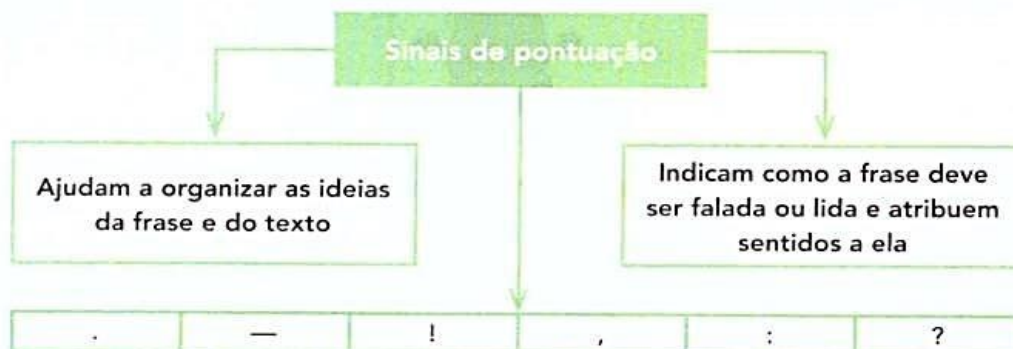 Sinais de pontuação
Ajudam a organizar as ideias
da frase e do texto
Indicam como a frase deve
ser falada ou lida e atribuem
sentidos a ela
. — ! , : ?